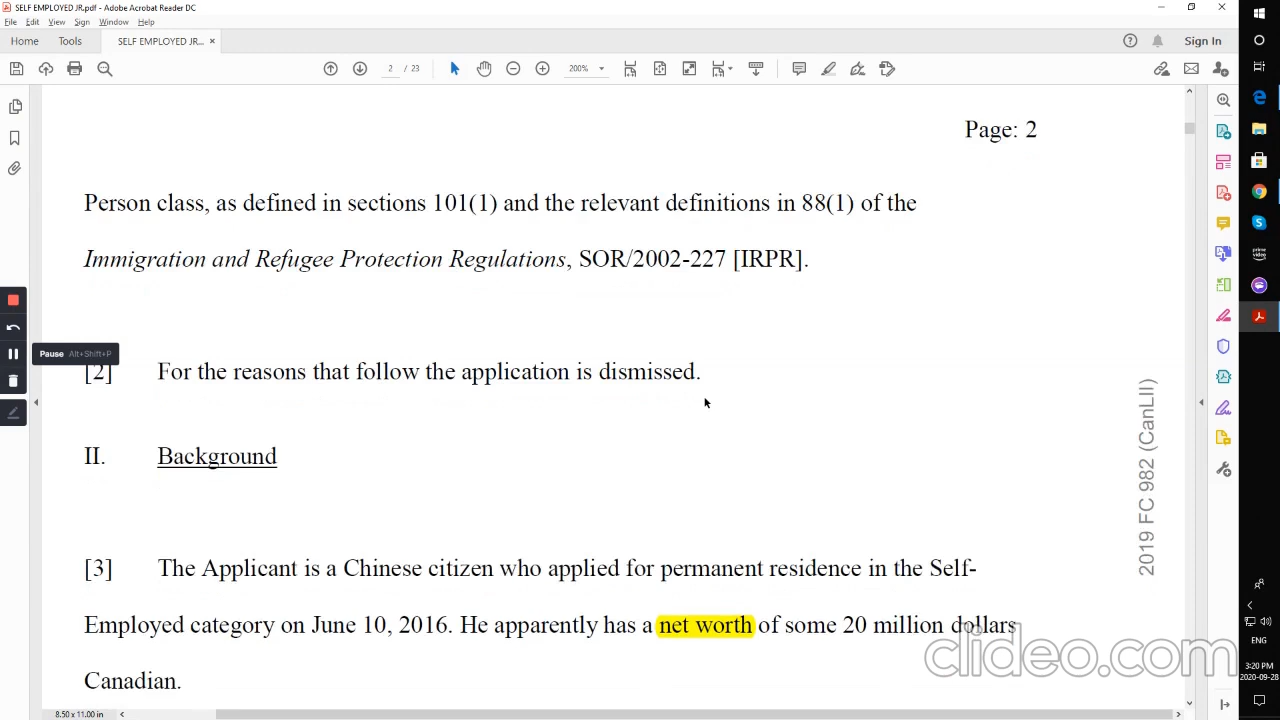 SELF EMPLOYED JR.pdf - Adobe Acrobat Reader DC
File Edit View Sign Window Help
Home Tools SELF EMPLOYED JR.... × Sign In
2 / 23 200%
Page: 2
Person class, as defined in sections 101(1) and the relevant definitions in 88(1) of the
Immigration and Refugee Protection Regulations, SOR/2002-227 [IRPR].
Pause Alt+Shift+P
[2] For the reasons that follow the application is dismissed.
II. Background
[3] The Applicant is a Chinese citizen who applied for permanent residence in the Self-
Employed category on June 10, 2016. He apparently has a net worth of some 20 million dollars
Canadian.
2019 FC 982 (CanLII)
clideo.com
8.50 x 11.00 in
prime video
ENG
3:20 PM
2020-09-28